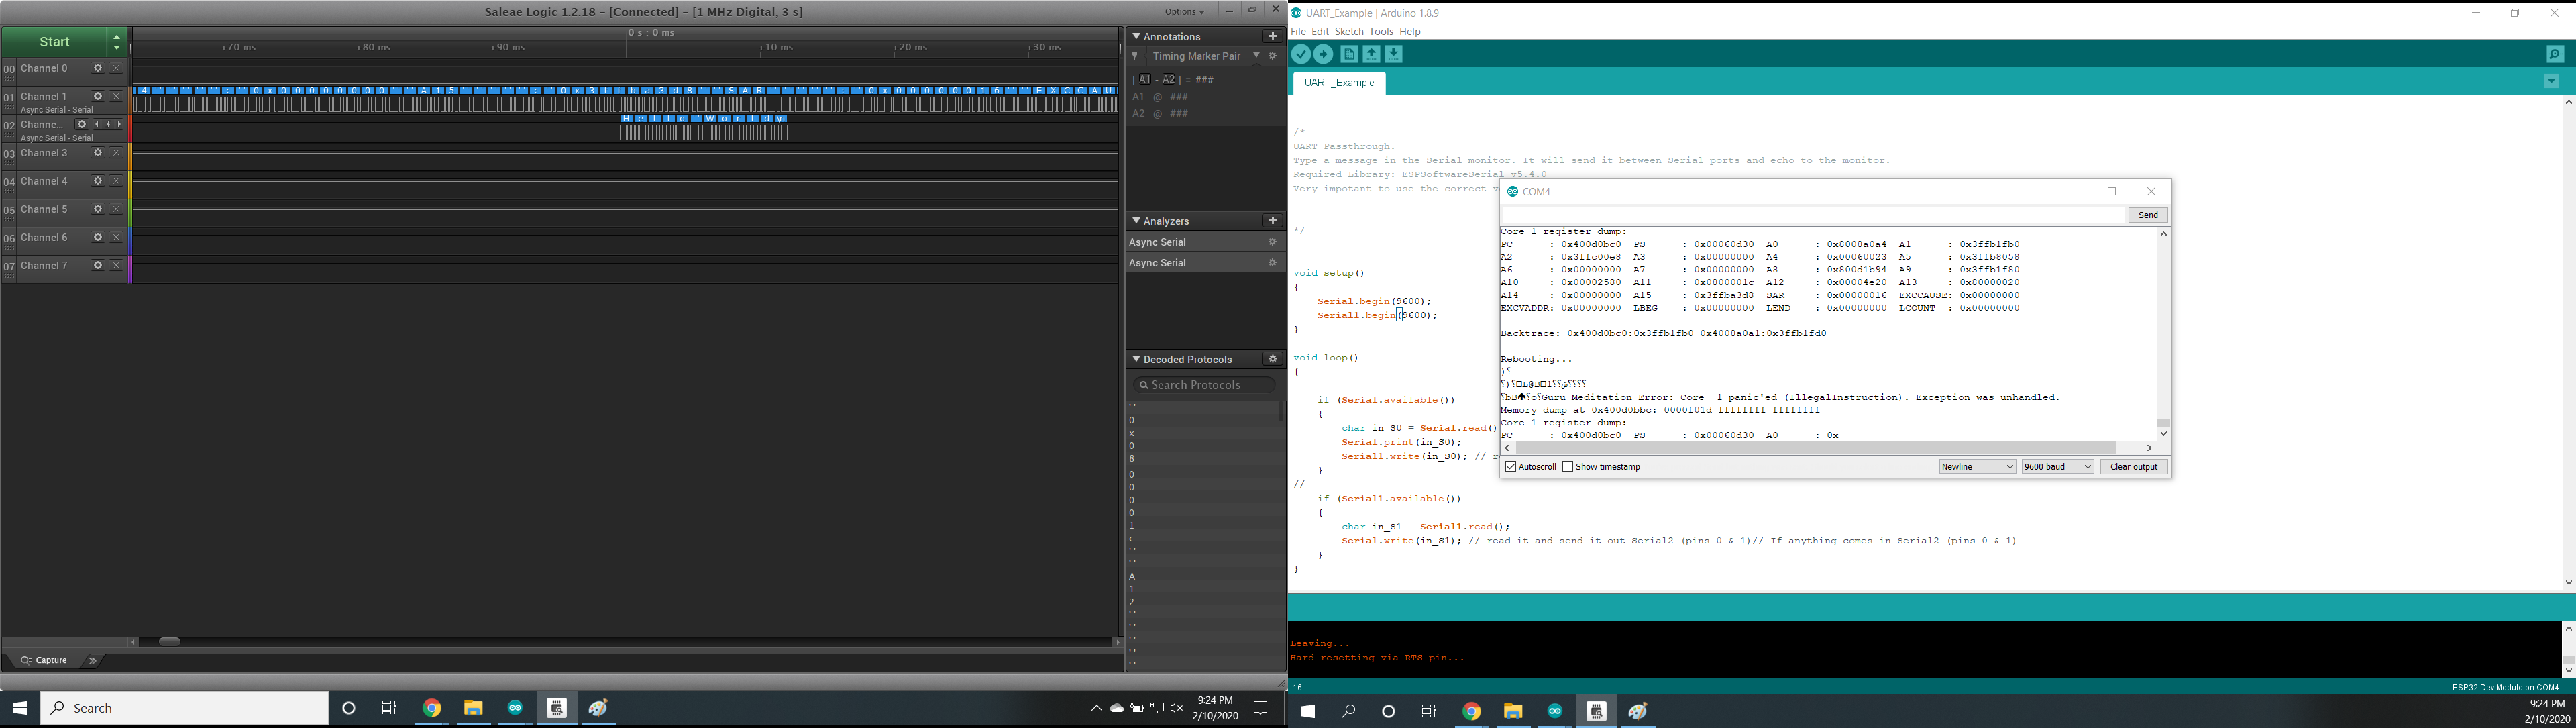 Saleae Logic 1.2.18 – [Connected] – [1 MHz Digital, 3 s]
Options
Start
0 s : 0 ms
+70 ms +80 ms +90 ms +10 ms +20 ms +30 ms
00 Channel 0
01 Channel 1
Async Serial - Serial
4 : 0x00000000 A15 : 0x3ffba3d8 SAR : 0x00000016 EXCCAU
02 Channe...
Async Serial - Serial
Hello ' World\n
03 Channel 3
04 Channel 4
05 Channel 5
06 Channel 6
07 Channel 7
Capture
Annotations
Timing Marker Pair
| A1 - A2 | = ###
A1 @ ###
A2 @ ###
Analyzers
Async Serial
Async Serial
Decoded Protocols
Search Protocols
' '
0
x
0
8
0
0
0
1
c
' '
' '
A
1
2
' '
' '
' '
' '
' '
Search
9:24 PM
2/10/2020
UART_Example | Arduino 1.8.9
File Edit Sketch Tools Help
UART_Example
/*
UART Passthrough.
Type a message in the Serial monitor. It will send it between Serial ports and echo to the monitor.
Required Library: ESPSoftwareSerial v5.4.0
Very impotant to use the correct v
*/
void setup()
{
Serial.begin(9600);
Serial1.begin(9600);
}
void loop()
{
if (Serial.available())
{
char in_S0 = Serial.read()
Serial.print(in_S0);
Serial1.write(in_S0); // r
}
//
if (Serial1.available())
{
char in_S1 = Serial1.read();
Serial.write(in_S1); // read it and send it out Serial2 (pins 0 & 1)// If anything comes in Serial2 (pins 0 & 1)
}
}
COM4
Send
Core 1 register dump:
PC : 0x400d0bc0 PS : 0x00060d30 A0 : 0x8008a0a4 A1 : 0x3ffb1fb0
A2 : 0x3ffc00e8 A3 : 0x00000000 A4 : 0x00060023 A5 : 0x3ffb8058
A6 : 0x00000000 A7 : 0x00000000 A8 : 0x800d1b94 A9 : 0x3ffb1f80
A10 : 0x00002580 A11 : 0x0800001c A12 : 0x00004e20 A13 : 0x80000020
A14 : 0x00000000 A15 : 0x3ffba3d8 SAR : 0x00000016 EXCCAUSE: 0x00000000
EXCVADDR: 0x00000000 LBEG : 0x00000000 LEND : 0x00000000 LCOUNT : 0x00000000
Backtrace: 0x400d0bc0:0x3ffb1fb0 0x4008a0a1:0x3ffb1fd0
Rebooting...
Guru Meditation Error: Core 1 panic'ed (IllegalInstruction). Exception was unhandled.
Memory dump at 0x400d0bbc: 0000f01d ffffffff ffffffff
Core 1 register dump:
PC : 0x400d0bc0 PS : 0x00060d30 A0 : 0x
Autoscroll Show timestamp Newline 9600 baud Clear output
Leaving...
Hard resetting via RTS pin...
16
ESP32 Dev Module on COM4
9:24 PM
2/10/2020